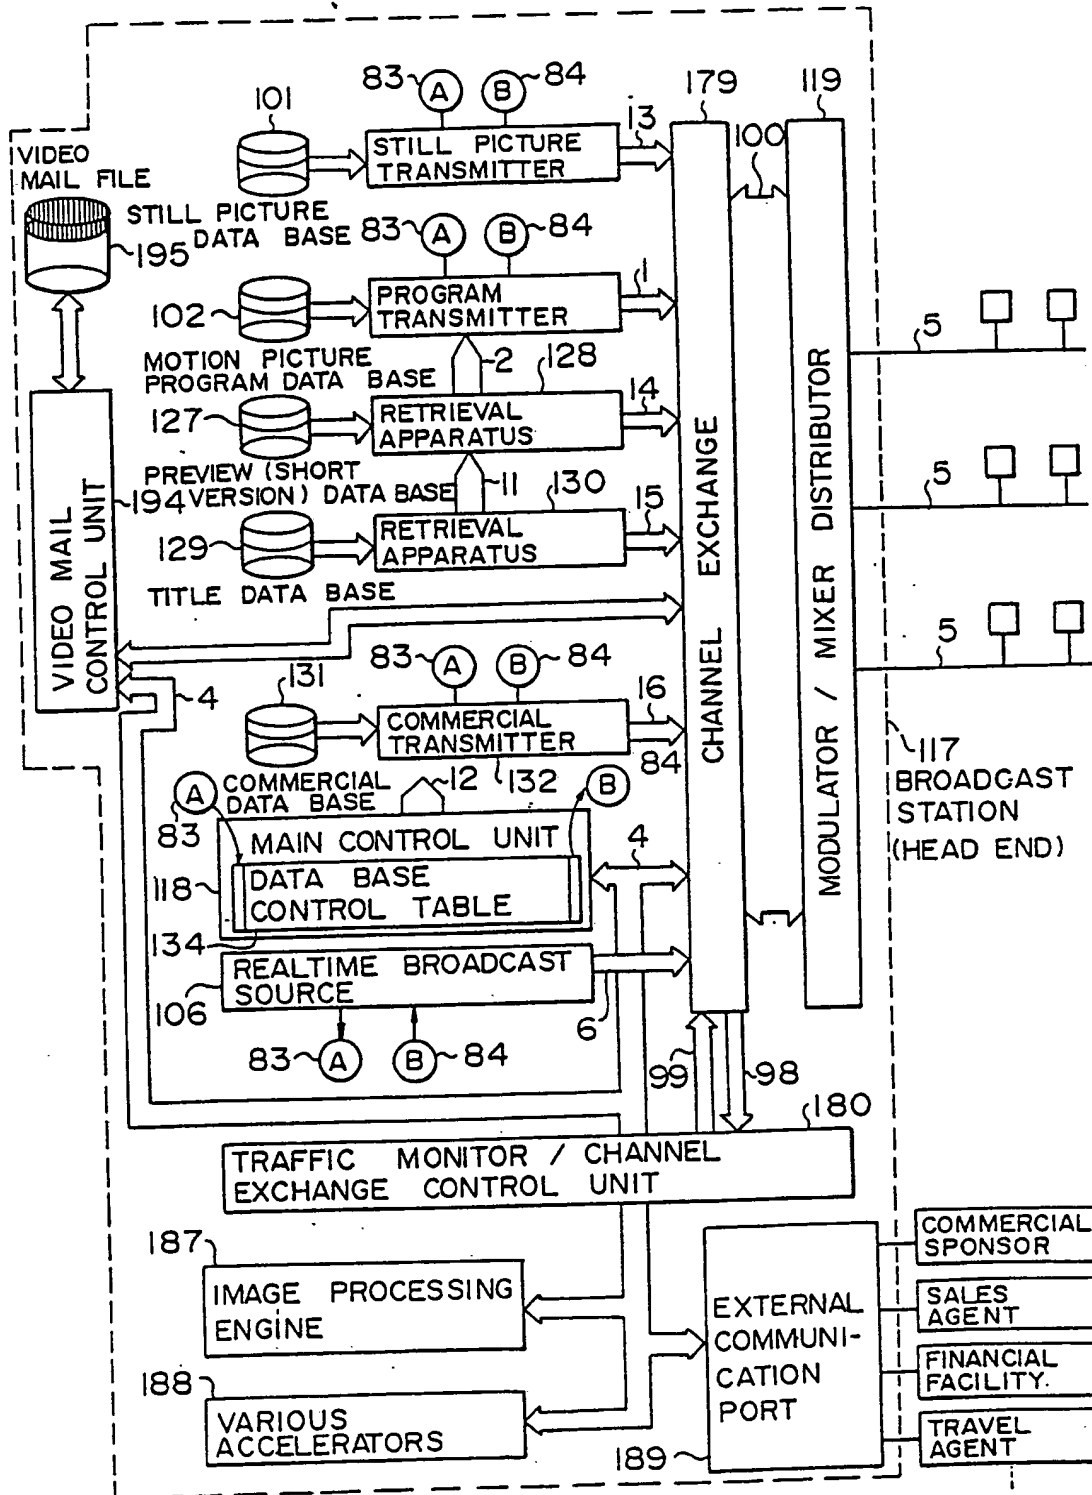 83
A
B
84
179
119
101
13
100
STILL PICTURE
TRANSMITTER
VIDEO
MAIL FILE
STILL PICTURE
DATA BASE
195
83
A
B
84
1
102
PROGRAM
TRANSMITTER
MOTION PICTURE
PROGRAM DATA BASE
2
128
5
127
RETRIEVAL
APPARATUS
14
PREVIEW (SHORT
VERSION) DATA BASE
194
11
130
5
VIDEO MAIL
CONTROL UNIT
129
RETRIEVAL
APPARATUS
15
TITLE DATA BASE
CHANNEL EXCHANGE
MODULATOR / MIXER DISTRIBUTOR
83
A
B
84
5
4
131
COMMERCIAL
TRANSMITTER
16
84
132
117
BROADCAST
STATION
(HEAD END)
COMMERCIAL
DATA BASE
12
A
83
B
MAIN CONTROL UNIT
4
118
DATA BASE
CONTROL TABLE
134
REALTIME BROADCAST
SOURCE
106
6
83
A
B
84
99
98
180
TRAFFIC MONITOR / CHANNEL
EXCHANGE CONTROL UNIT
187
IMAGE PROCESSING
ENGINE
188
VARIOUS
ACCELERATORS
EXTERNAL
COMMUNI-
CATION
PORT
189
COMMERCIAL
SPONSOR
SALES
AGENT
FINANCIAL
FACILITY.
TRAVEL
AGENT